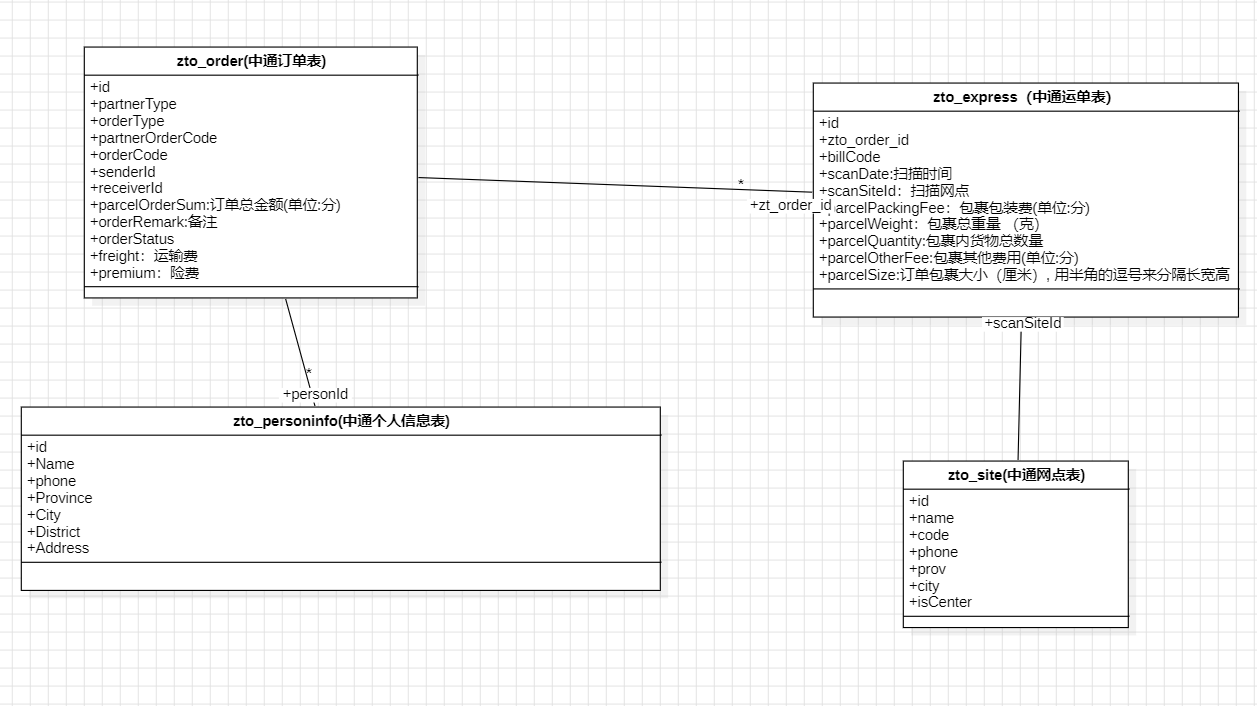 zto_order(中通订单表)
+id
+partnerType
+orderType
+partnerOrderCode
+orderCode
+senderId
+receiverId
+parcelOrderSum:订单总金额(单位:分)
+orderRemark:备注
+orderStatus
+freight：运输费
+premium：险费
zto_express（中通运单表)
+id
+zto_order_id
+billCode
+scanDate:扫描时间
+scanSiteId：扫描网点
arcelPackingFee：包裹包装费(单位:分)
+parcelWeight：包裹总重量 （克)
+parcelQuantity:包裹内货物总数量
+parcelOtherFee:包裹其他费用(单位:分)
+parcelSize:订单包裹大小（厘米）, 用半角的逗号来分隔长宽高
*
+zt_order_id
+scanSiteId
*
+personId
zto_personinfo(中通个人信息表)
+id
+Name
+phone
+Province
+City
+District
+Address
zto_site(中通网点表)
+id
+name
+code
+phone
+prov
+city
+isCenter